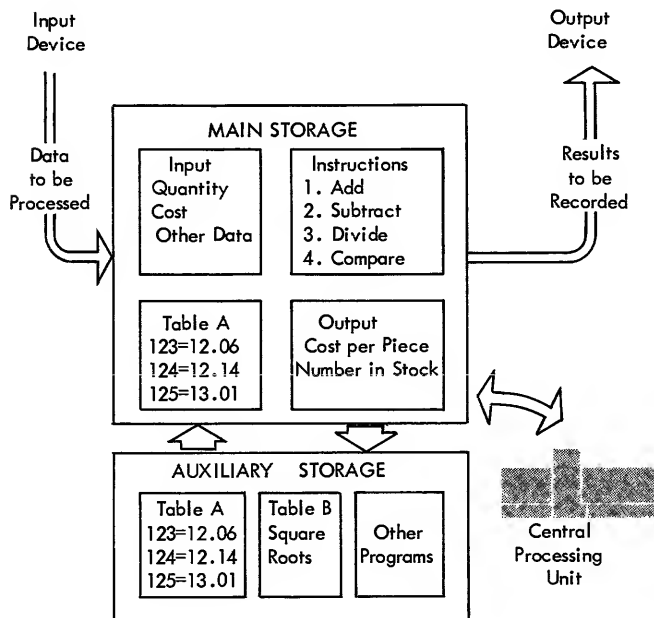 Input
Device
Output
Device
Data
to be
Processed
MAIN STORAGE
Input
Quantity
Cost
Other Data
Instructions
1. Add
2. Subtract
3. Divide
4. Compare
Results
to be
Recorded
Table A
123=12.06
124=12.14
125=13.01
Output
Cost per Piece
Number in Stock
AUXILIARY STORAGE
Table A
123=12.06
124=12.14
125=13.01
Table B
Square
Roots
Other
Programs
Central
Processing
Unit